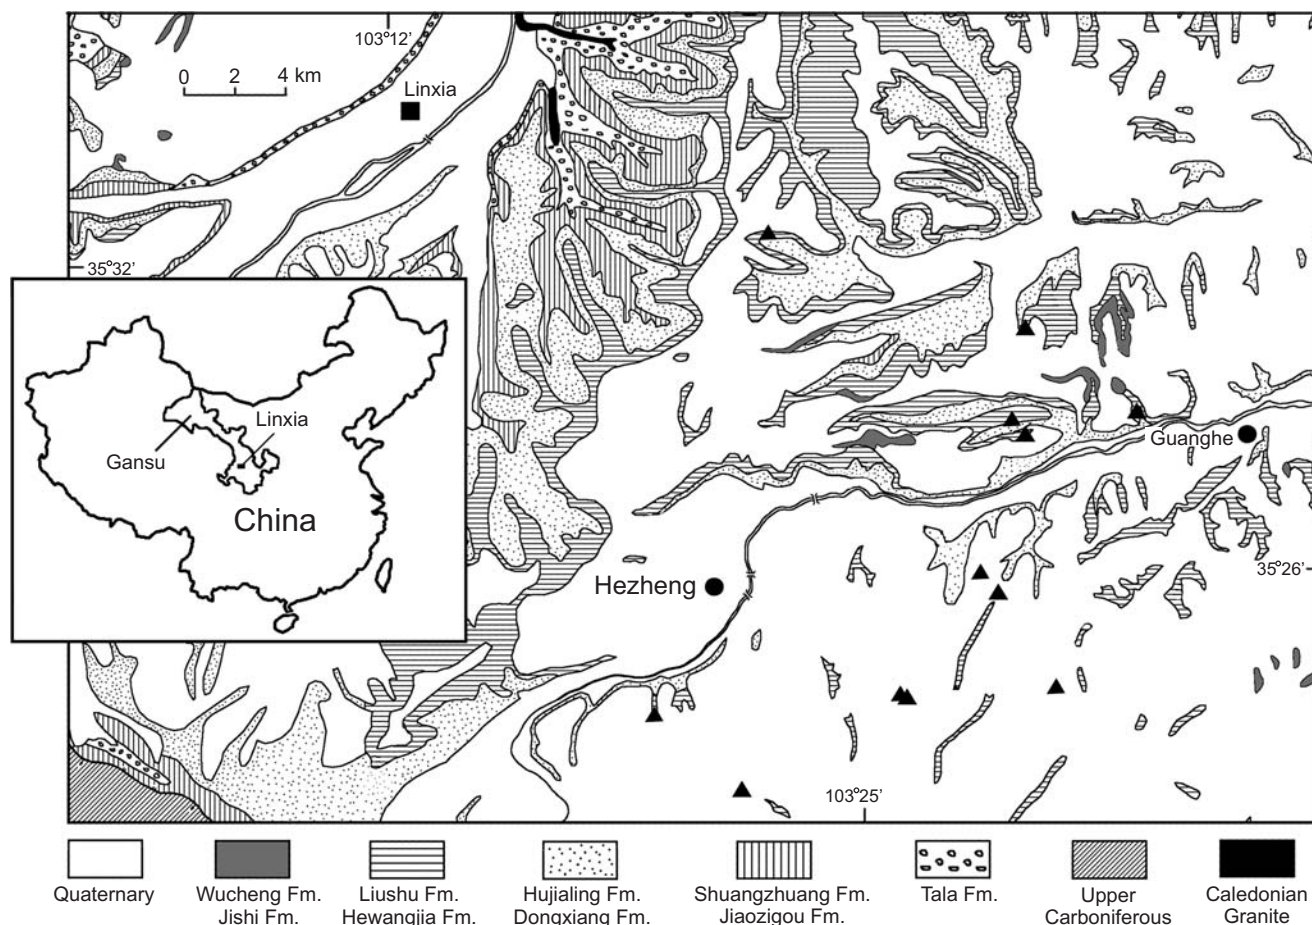 103°12'
0 2 4 km
Linxia
35°32'
Linxia
Gansu
China
Guanghe
Hezheng
35°26'
103°25'
Quaternary
Wucheng Fm.
Jishi Fm.
Liushu Fm.
Hewangjia Fm.
Hujialing Fm.
Dongxiang Fm.
Shuangzhuang Fm.
Jiaozigou Fm.
Tala Fm.
Upper
Carboniferous
Caledonian
Granite